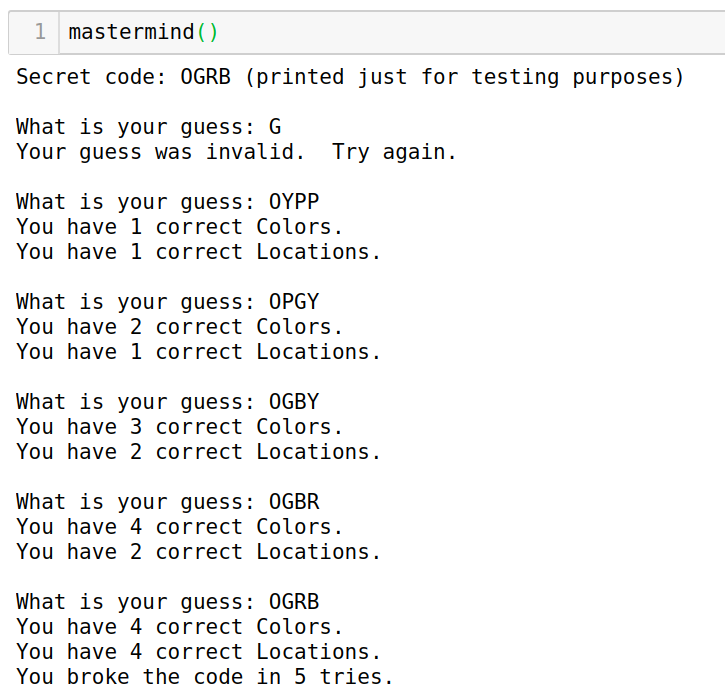 1 mastermind()
Secret code: OGRB (printed just for testing purposes)
What is your guess: G
Your guess was invalid.  Try again.
What is your guess: OYPP
You have 1 correct Colors.
You have 1 correct Locations.
What is your guess: OPGY
You have 2 correct Colors.
You have 1 correct Locations.
What is your guess: OGBY
You have 3 correct Colors.
You have 2 correct Locations.
What is your guess: OGBR
You have 4 correct Colors.
You have 2 correct Locations.
What is your guess: OGRB
You have 4 correct Colors.
You have 4 correct Locations.
You broke the code in 5 tries.